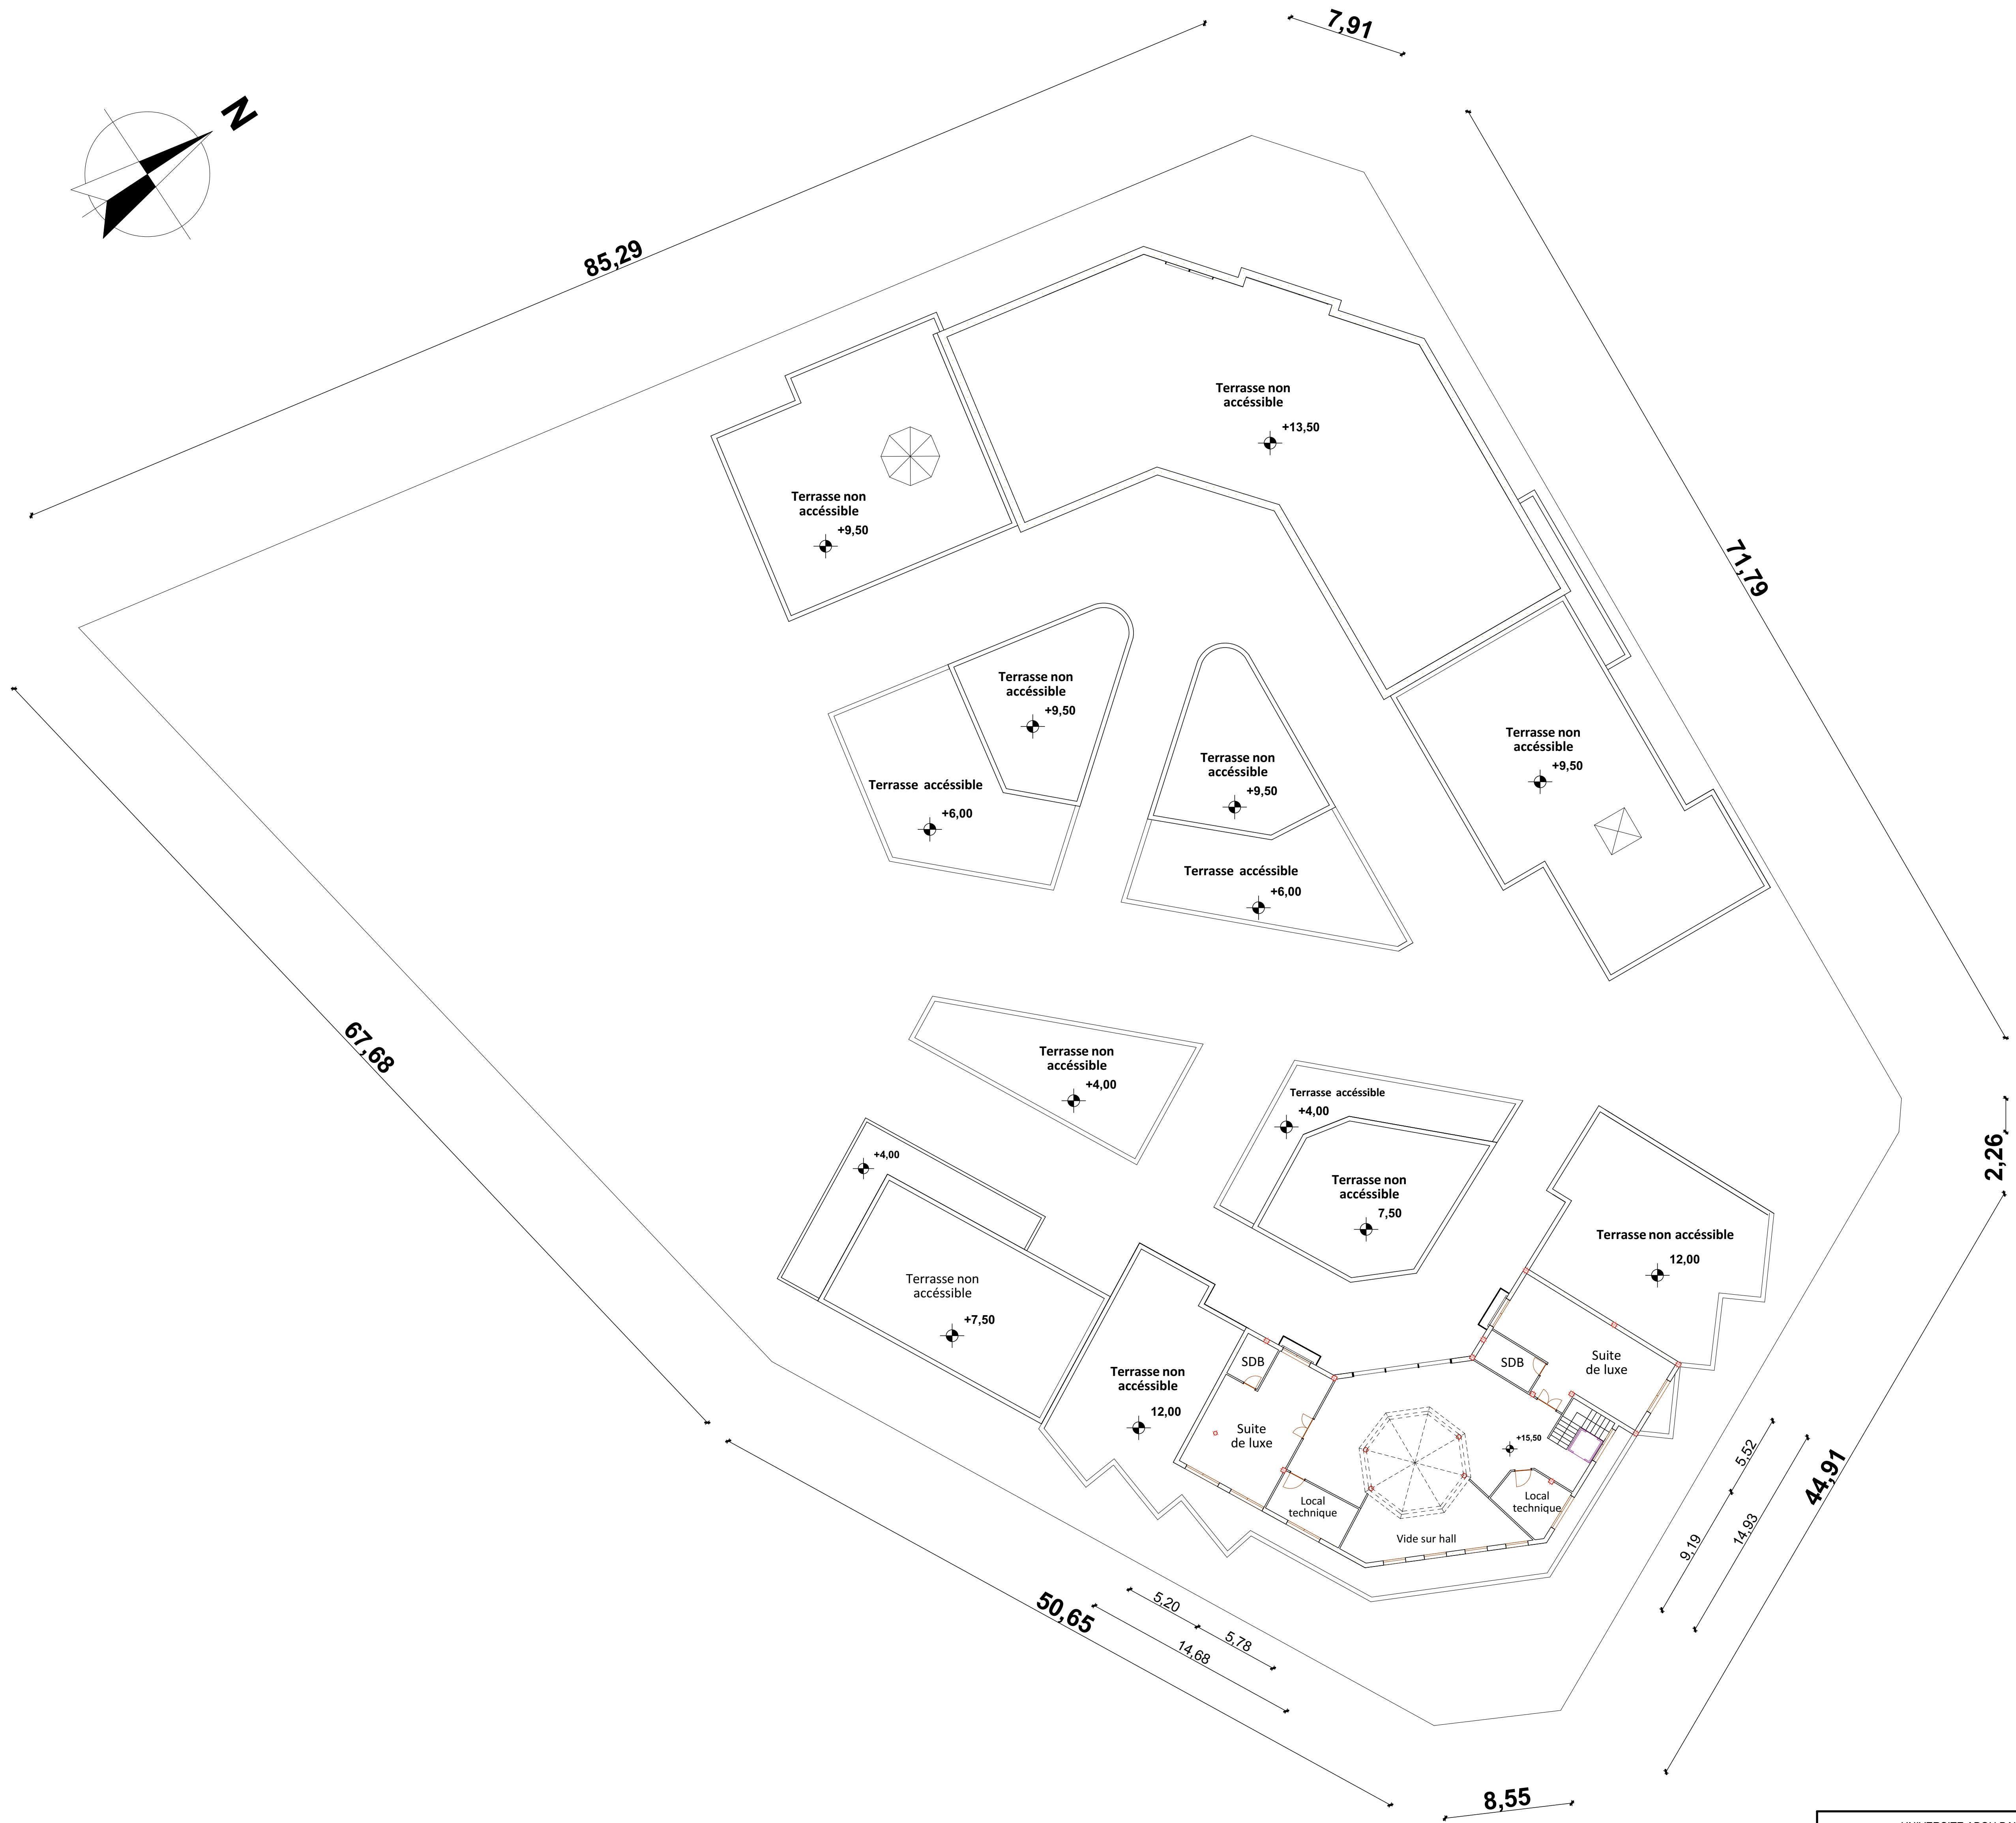 7,91
N
85,29
Terrasse non
accéssible
+13,50
Terrasse non
accéssible
+9,50
71,79
Terrasse non
accéssible
+9,50
Terrasse non
accéssible
+9,50
Terrasse non
accéssible
+9,50
Terrasse accéssible
+6,00
Terrasse accéssible
+6,00
67,68
Terrasse non
accéssible
+4,00
Terrasse accéssible
+4,00
2,26
+4,00
Terrasse non
accéssible
7,50
Terrasse non accéssible
12,00
Terrasse non
accéssible
+7,50
Terrasse non
accéssible
12,00
SDB
Suite
de luxe
SDB
Suite
de luxe
+15,50
Local
technique
Local
technique
Vide sur hall
5,52
9,19
14,93
44,91
50,65
5,20
5,78
14,68
8,55